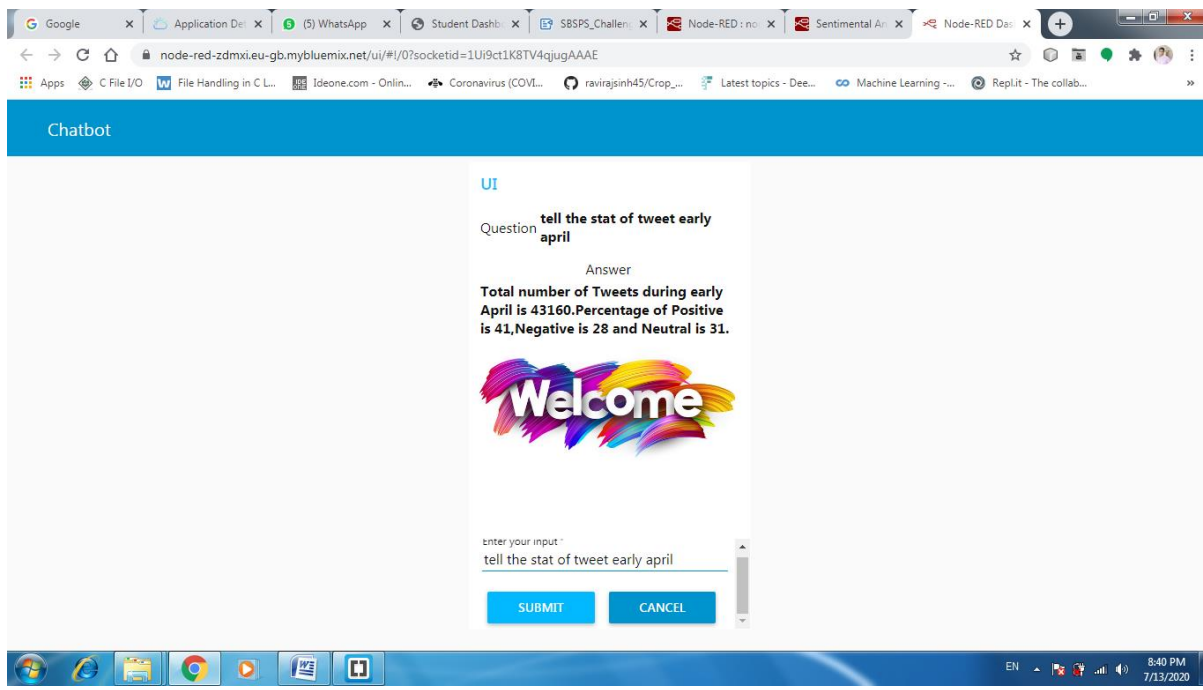 Google
Application Det
(5) WhatsApp
Student Dashb
SBSPS_Challeng
Node-RED : no
Sentimental An
Node-RED Das
node-red-zdmxi.eu-gb.mybluemix.net/ui/#!/0?socketid=1Ui9ct1K8TV4qjugAAAE
Apps
C File I/O
File Handling in C L...
Ideone.com - Onlin...
Coronavirus (COVI...
ravirajsinh45/Crop_...
Latest topics - Dee...
Machine Learning -...
Repl.it - The collab...
Chatbot
UI
Question
tell the stat of tweet early
april
Answer
Total number of Tweets during early
April is 43160.Percentage of Positive
is 41,Negative is 28 and Neutral is 31.
Welcome
Enter your input *
tell the stat of tweet early april
SUBMIT
CANCEL
EN
8:40 PM
7/13/2020